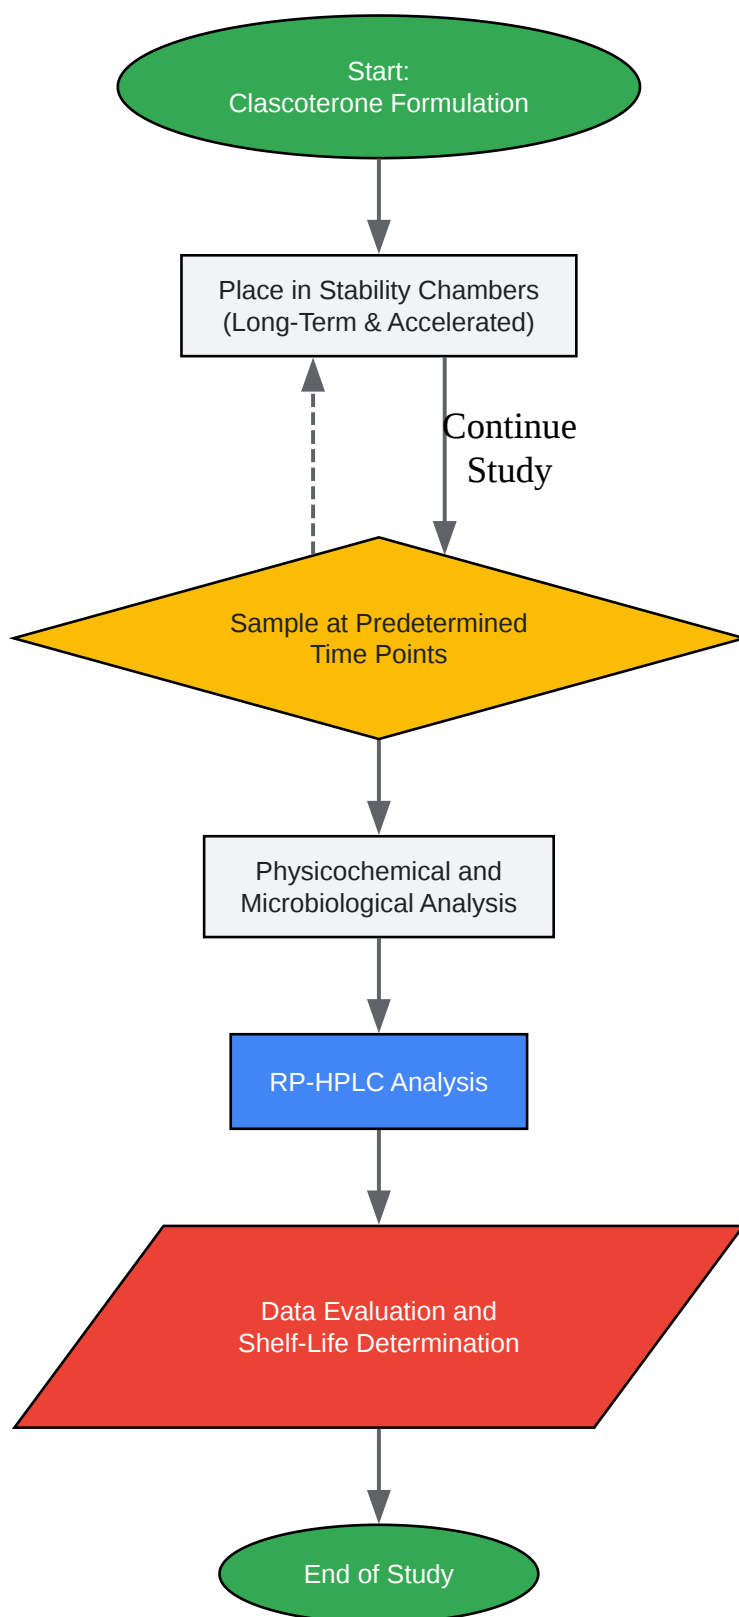 Start:
Clascoterone Formulation
Place in Stability Chambers
(Long-Term & Accelerated)
Continue
Study
Sample at Predetermined
Time Points
Physicochemical and
Microbiological Analysis
RP-HPLC Analysis
Data Evaluation and
Shelf-Life Determination
End of Study